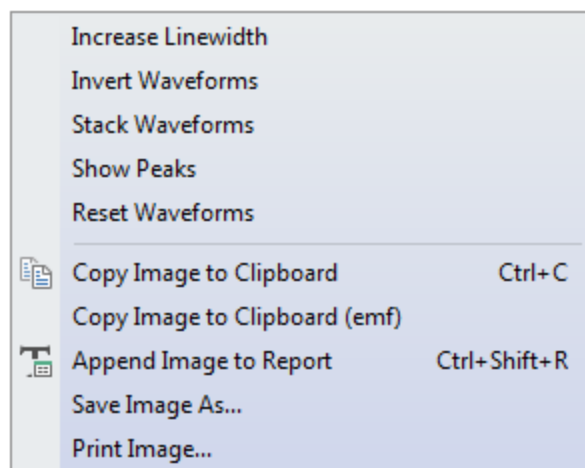 Increase Linewidth
Invert Waveforms
Stack Waveforms
Show Peaks
Reset Waveforms
Copy Image to Clipboard Ctrl+C
Copy Image to Clipboard (emf)
Append Image to Report Ctrl+Shift+R
Save Image As...
Print Image...